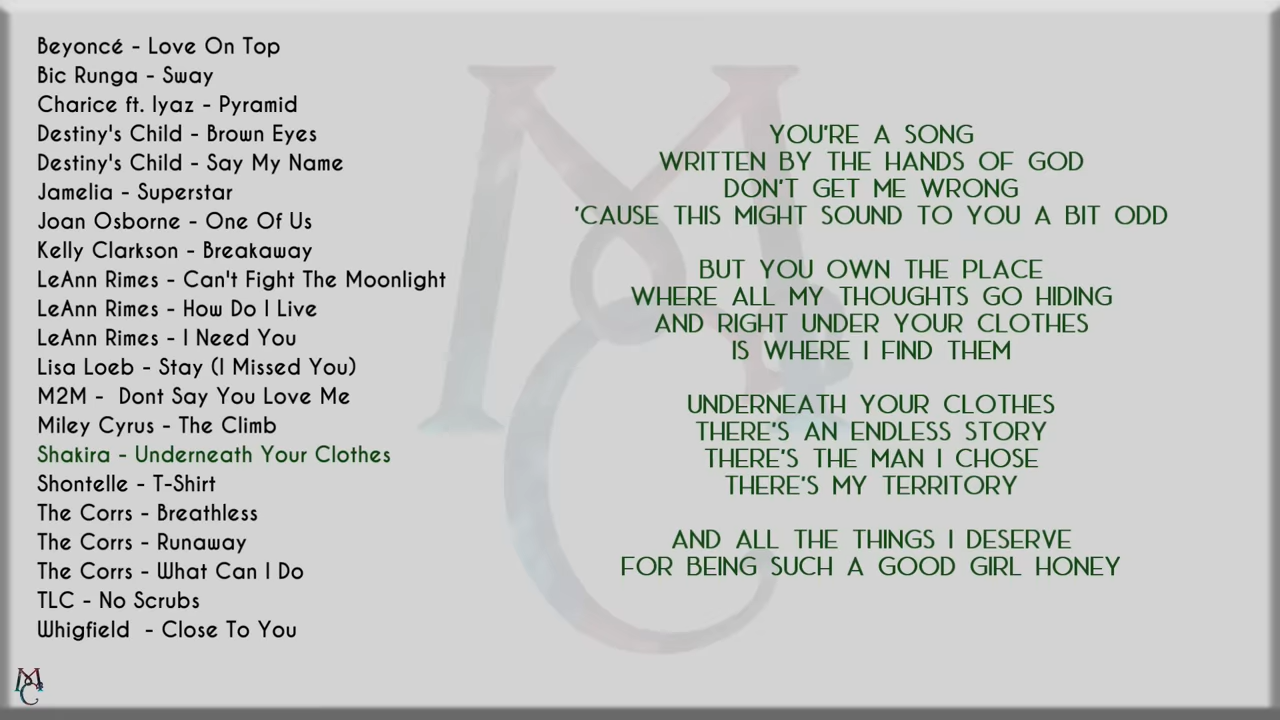 Beyoncé - Love On Top
Bic Runga - Sway
Charice ft. Iyaz - Pyramid
Destiny's Child - Brown Eyes
Destiny's Child - Say My Name
Jamelia - Superstar
Joan Osborne - One Of Us
Kelly Clarkson - Breakaway
LeAnn Rimes - Can't Fight The Moonlight
LeAnn Rimes - How Do I Live
LeAnn Rimes - I Need You
Lisa Loeb - Stay (I Missed You)
M2M -  Dont Say You Love Me
Miley Cyrus - The Climb
Shakira - Underneath Your Clothes
Shontelle - T-Shirt
The Corrs - Breathless
The Corrs - Runaway
The Corrs - What Can I Do
TLC - No Scrubs
Whigfield  - Close To You
YOU'RE A SONG
WRITTEN BY THE HANDS OF GOD
DON'T GET ME WRONG
'CAUSE THIS MIGHT SOUND TO YOU A BIT ODD
BUT YOU OWN THE PLACE
WHERE ALL MY THOUGHTS GO HIDING
AND RIGHT UNDER YOUR CLOTHES
IS WHERE I FIND THEM
UNDERNEATH YOUR CLOTHES
THERE'S AN ENDLESS STORY
THERE'S THE MAN I CHOSE
THERE'S MY TERRITORY
AND ALL THE THINGS I DESERVE
FOR BEING SUCH A GOOD GIRL HONEY
MC
MC